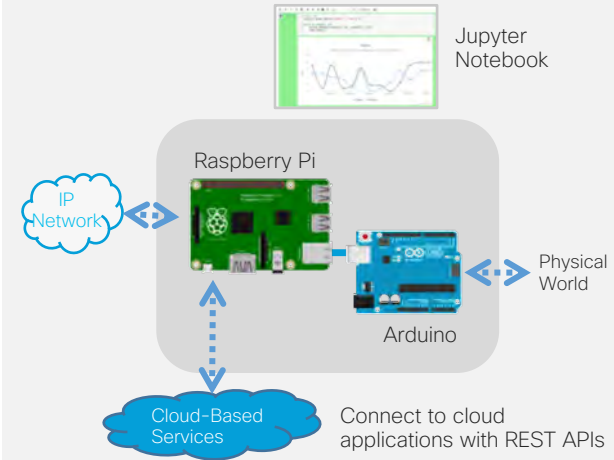 Jupyter
Notebook
Raspberry Pi
IP
Network
Physical
World
Arduino
Cloud-Based
Services
Connect to cloud
applications with REST APIs